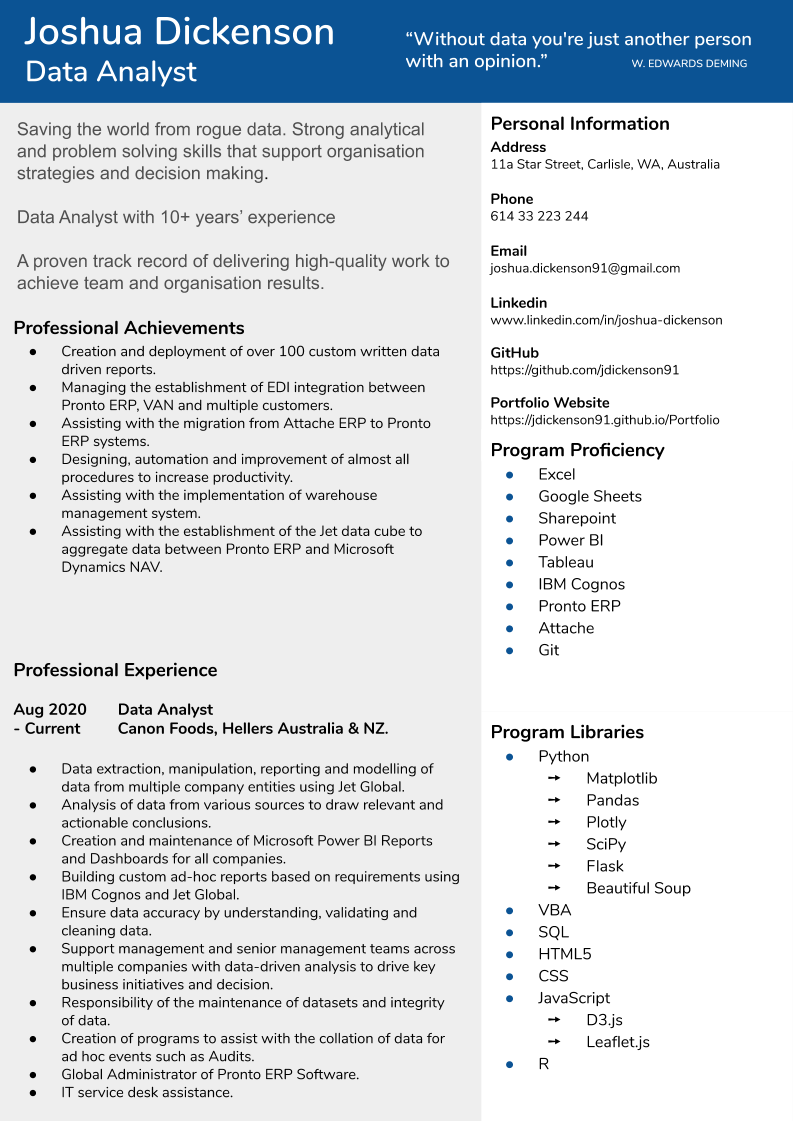 Joshua Dickenson
Data Analyst
“Without data you're just another person
with an opinion.” W. EDWARDS DEMING
Saving the world from rogue data. Strong analytical
and problem solving skills that support organisation
strategies and decision making.
Data Analyst with 10+ years’ experience
A proven track record of delivering high-quality work to
achieve team and organisation results.
Professional Achievements
● Creation and deployment of over 100 custom written data
driven reports.
● Managing the establishment of EDI integration between
Pronto ERP, VAN and multiple customers.
● Assisting with the migration from Attache ERP to Pronto
ERP systems.
● Designing, automation and improvement of almost all
procedures to increase productivity.
● Assisting with the implementation of warehouse
management system.
● Assisting with the establishment of the Jet data cube to
aggregate data between Pronto ERP and Microsoft
Dynamics NAV.
Professional Experience
Aug 2020 Data Analyst
- Current Canon Foods, Hellers Australia & NZ.
● Data extraction, manipulation, reporting and modelling of
data from multiple company entities using Jet Global.
● Analysis of data from various sources to draw relevant and
actionable conclusions.
● Creation and maintenance of Microsoft Power BI Reports
and Dashboards for all companies.
● Building custom ad-hoc reports based on requirements using
IBM Cognos and Jet Global.
● Ensure data accuracy by understanding, validating and
cleaning data.
● Support management and senior management teams across
multiple companies with data-driven analysis to drive key
business initiatives and decision.
● Responsibility of the maintenance of datasets and integrity
of data.
● Creation of programs to assist with the collation of data for
ad hoc events such as Audits.
● Global Administrator of Pronto ERP Software.
● IT service desk assistance.
Personal Information
Address
11a Star Street, Carlisle, WA, Australia
Phone
614 33 223 244
Email
joshua.dickenson91@gmail.com
Linkedin
www.linkedin.com/in/joshua-dickenson
GitHub
https://github.com/jdickenson91
Portfolio Website
https://jdickenson91.github.io/Portfolio
Program Proficiency
● Excel
● Google Sheets
● Sharepoint
● Power BI
● Tableau
● IBM Cognos
● Pronto ERP
● Attache
● Git
Program Libraries
● Python
➙ Matplotlib
➙ Pandas
➙ Plotly
➙ SciPy
➙ Flask
➙ Beautiful Soup
● VBA
● SQL
● HTML5
● CSS
● JavaScript
➙ D3.js
➙ Leaflet.js
● R